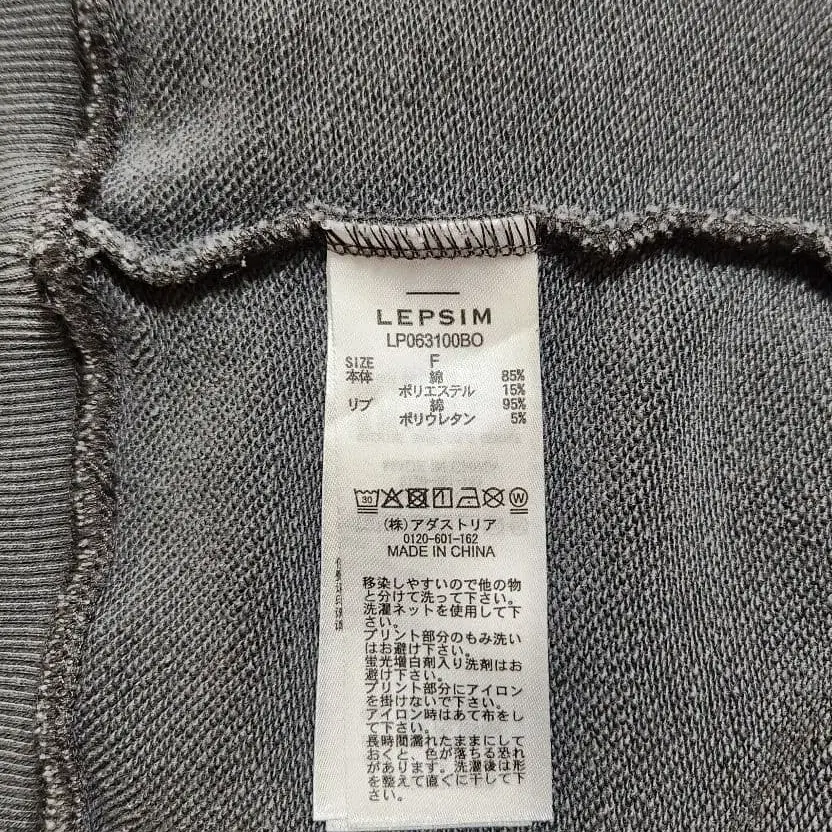 LEPSIM
LP063100BO
SIZE F
本体 綿 85%
ポリエステル 15%
リブ 綿 95%
ポリウレタン 5%
30
W
(株)アダストリア
0120-601-162
MADE IN CHINA
移染しやすいので他の物
と分けて洗って下さい。
洗濯ネットを使用して下
さい。
プリント部分のもみ洗い
はお避け下さい。
蛍光増白剤入り洗剤はお
避け下さい。
プリント部分にアイロン
を掛けないで下さい。
アイロン時はあて布をし
て下さい。
長時間濡れたままにして
おくと、色が落ちる恐れ
があります。洗濯後は形
を整えて直ぐに干して下
さい。